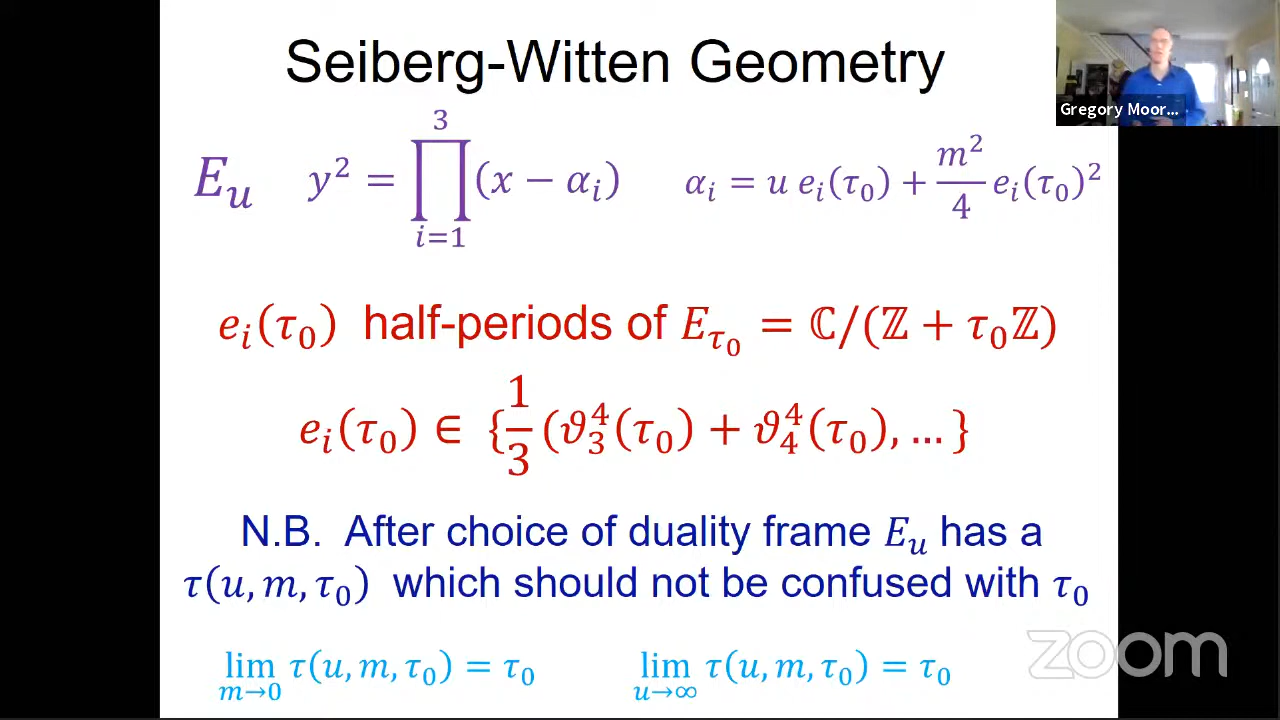 Seiberg-Witten Geometry
Gregory Moor...
E_u   y² = ∏_{i=1}^{3} (x − α_i)   α_i = u e_i(τ_0) + m²/4 e_i(τ_0)²
e_i(τ_0) half-periods of E_{τ_0} = ℂ/(ℤ + τ_0ℤ)
e_i(τ_0) ∈ {1/3 (ϑ_3^4(τ_0) + ϑ_4^4(τ_0), … }
N.B. After choice of duality frame E_u has a
τ(u, m, τ_0) which should not be confused with τ_0
lim_{m→0} τ(u, m, τ_0) = τ_0   lim_{u→∞} τ(u, m, τ_0) = τ_0
zoom